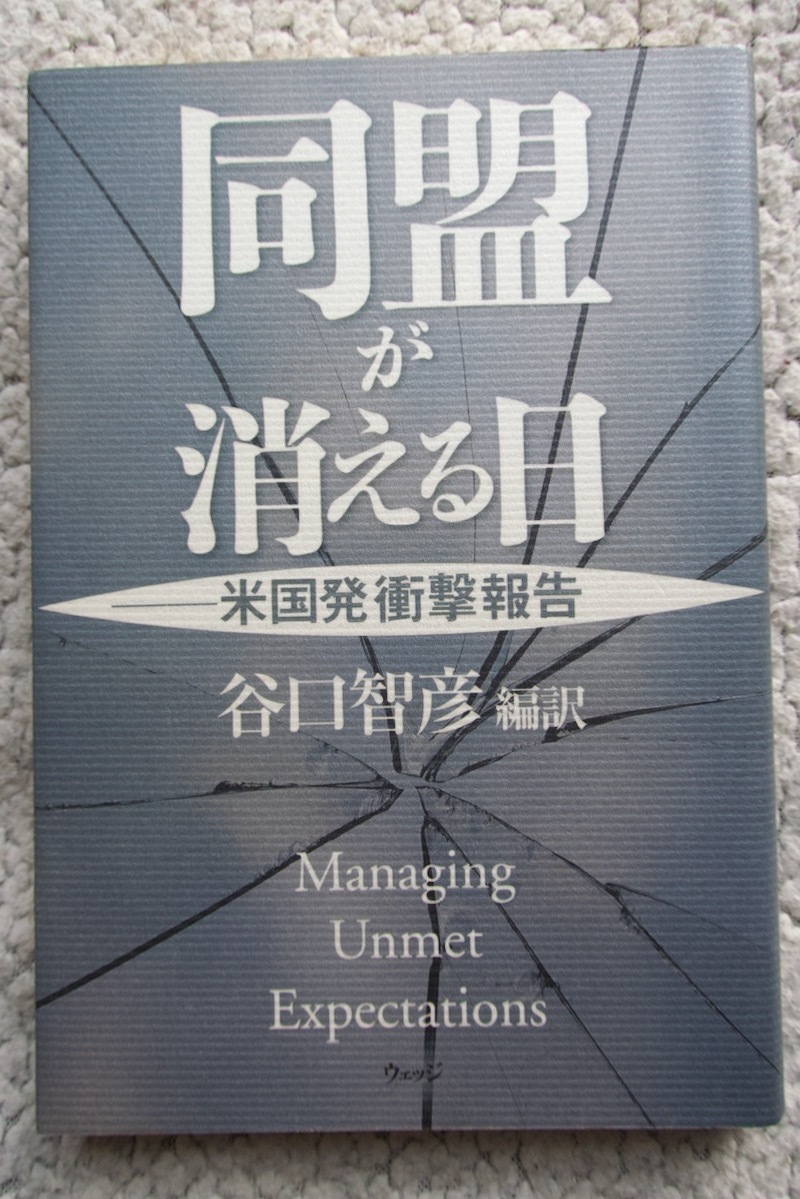 同盟
が
消える日
——米国発衝撃報告
谷口智彦 編訳
Managing
Unmet
Expectations
ウェッジ